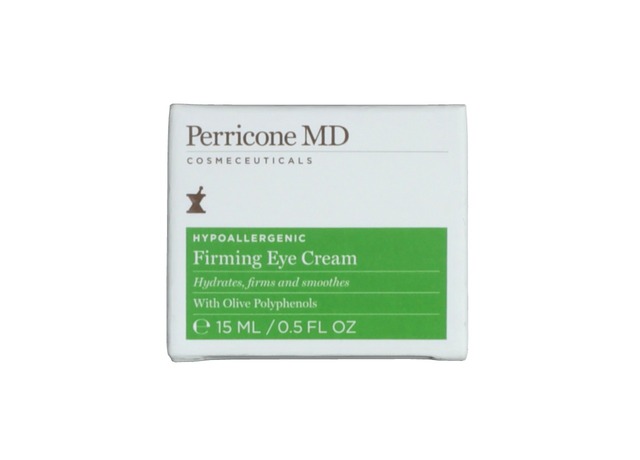 Perricone MD
COSMECEUTICALS
HYPOALLERGENIC
Firming Eye Cream
Hydrates, firms and smoothes
With Olive Polyphenols
℮ 15 ML / 0.5 FL OZ